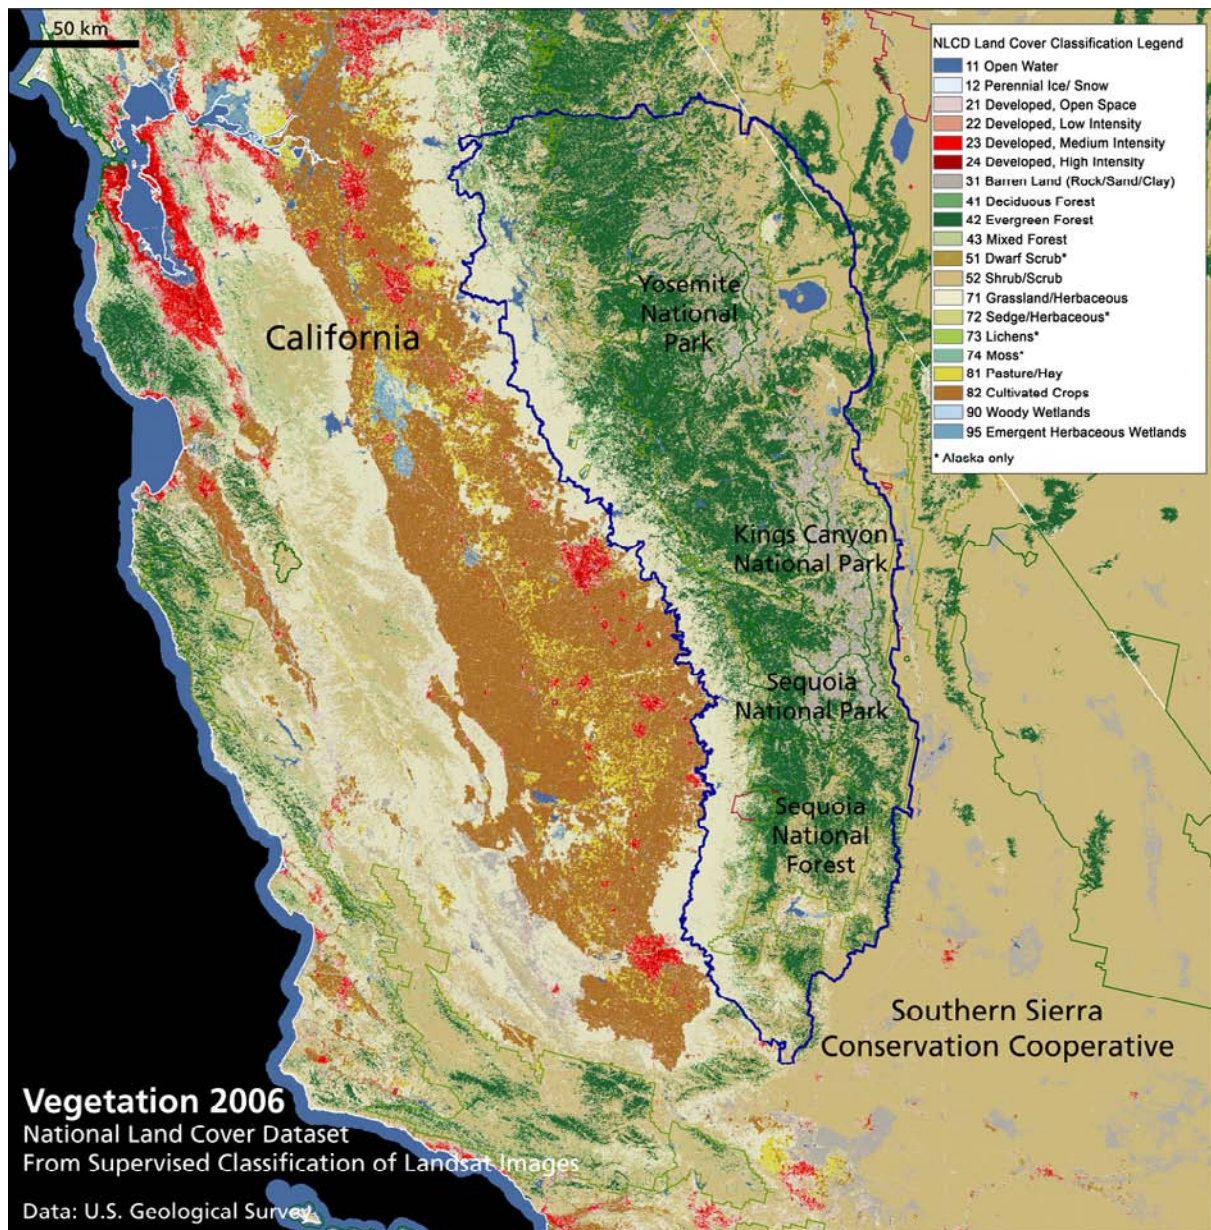 50 km
NLCD Land Cover Classification Legend
11 Open Water
12 Perennial Ice/ Snow
21 Developed, Open Space
22 Developed, Low Intensity
23 Developed, Medium Intensity
24 Developed, High Intensity
31 Barren Land (Rock/Sand/Clay)
41 Deciduous Forest
42 Evergreen Forest
43 Mixed Forest
51 Dwarf Scrub*
52 Shrub/Scrub
71 Grassland/Herbaceous
72 Sedge/Herbaceous*
73 Lichens*
74 Moss*
81 Pasture/Hay
82 Cultivated Crops
90 Woody Wetlands
95 Emergent Herbaceous Wetlands
* Alaska only
Yosemite
National
Park
California
Kings Canyon
National Park
Sequoia
National Park
Sequoia
National
Forest
Southern Sierra
Conservation Cooperative
Vegetation 2006
National Land Cover Dataset
From Supervised Classification of Landsat Images
Data: U.S. Geological Survey